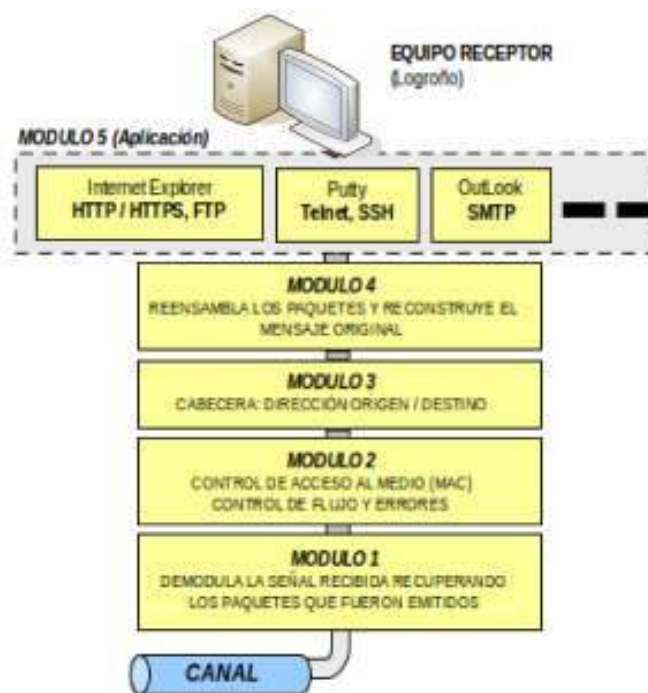 EQUIPO RECEPTOR
(Logroño)
MODULO 5 (Aplicación)
Internet Explorer
HTTP / HTTPS, FTP
Putty
Telnet, SSH
OutLook
SMTP
MODULO 4
REENSAMBLA LOS PAQUETES Y RECONSTRUYE EL
MENSAJE ORIGINAL
MODULO 3
CABECERA: DIRECCIÓN ORIGEN / DESTINO
MODULO 2
CONTROL DE ACCESO AL MEDIO (MAC)
CONTROL DE FLUJO Y ERRORES
MODULO 1
DEMODULA LA SEÑAL RECIBIDA RECUPERANDO
LOS PAQUETES QUE FUERON EMITIDOS
CANAL